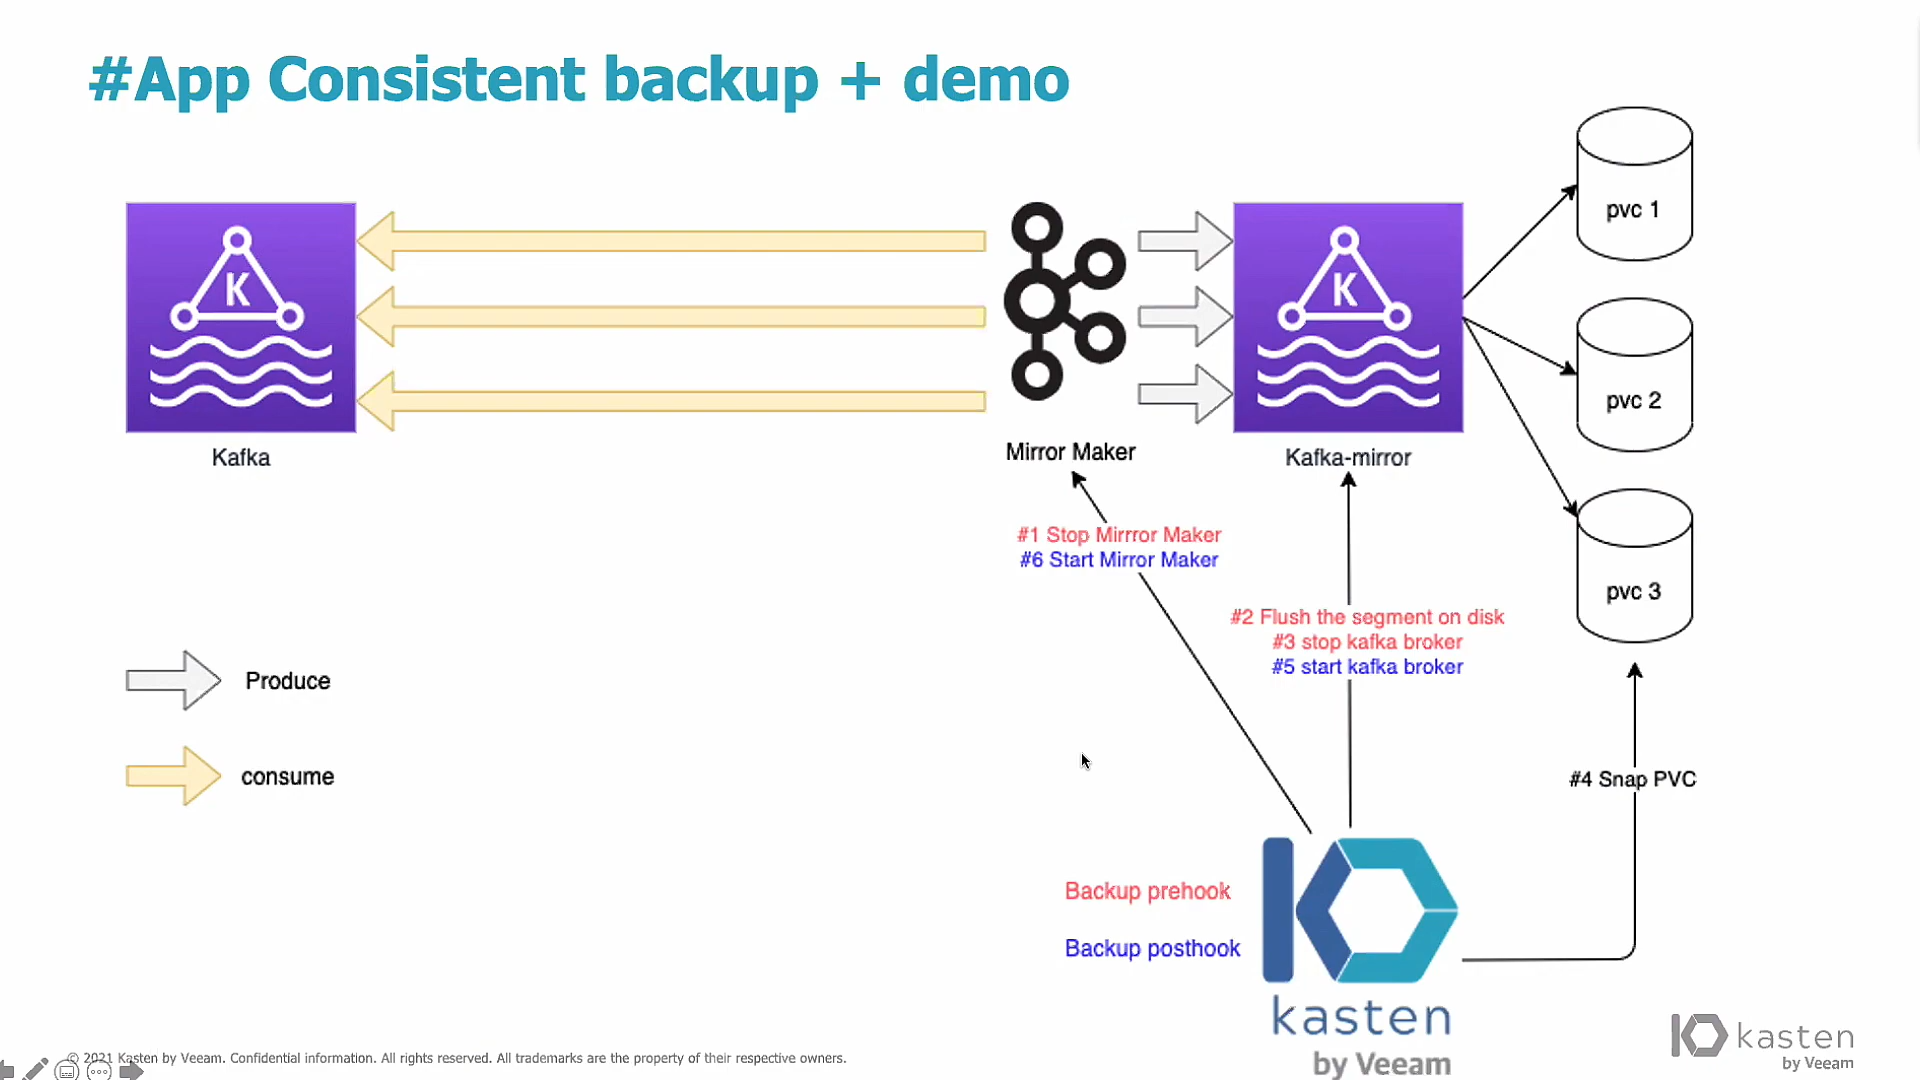 #App Consistent backup + demo
K
Kafka
Mirror Maker
K
Kafka-mirror
pvc 1
pvc 2
pvc 3
#1 Stop Mirrror Maker
#6 Start Mirror Maker
#2 Flush the segment on disk
#3 stop kafka broker
#5 start kafka broker
#4 Snap PVC
Produce
consume
Backup prehook
Backup posthook
kasten
by Veeam
© 2021 Kasten by Veeam. Confidential information. All rights reserved. All trademarks are the property of their respective owners.
kasten
by Veeam